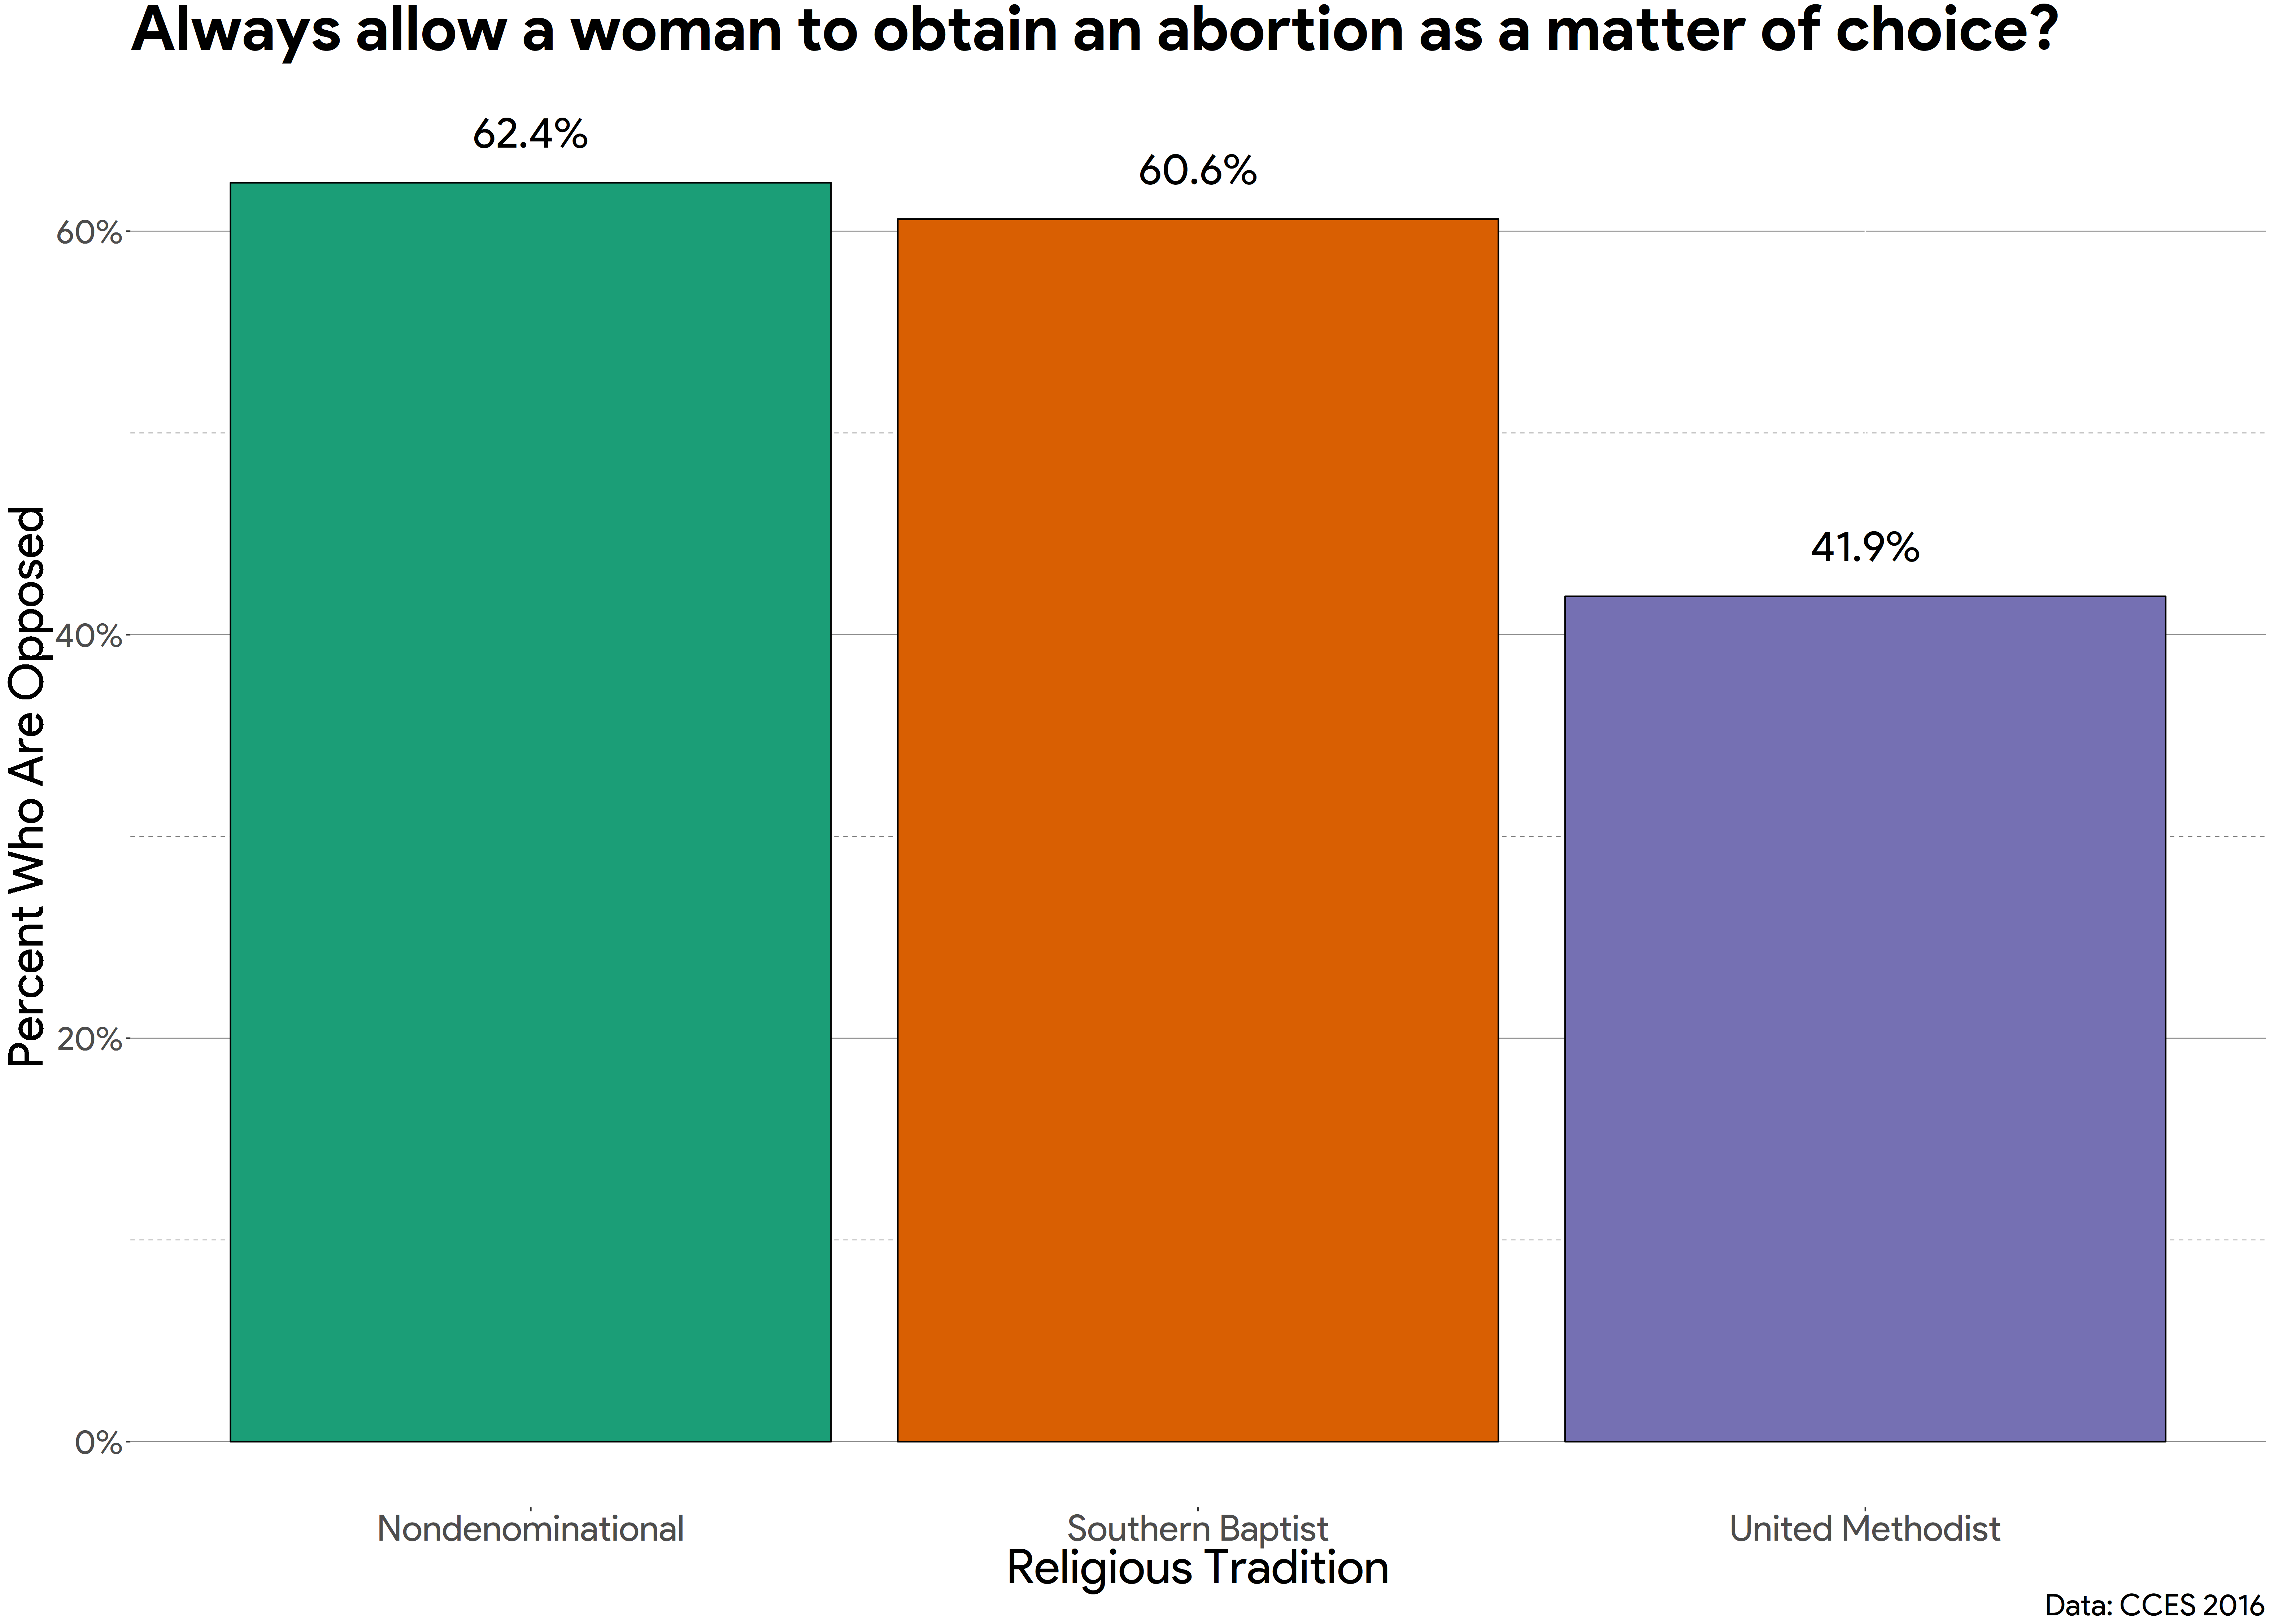 Always allow a woman to obtain an abortion as a matter of choice?
62.4%
60.6%
41.9%
Percent Who Are Opposed
60%
40%
20%
0%
Nondenominational
Southern Baptist
United Methodist
Religious Tradition
Data: CCES 2016